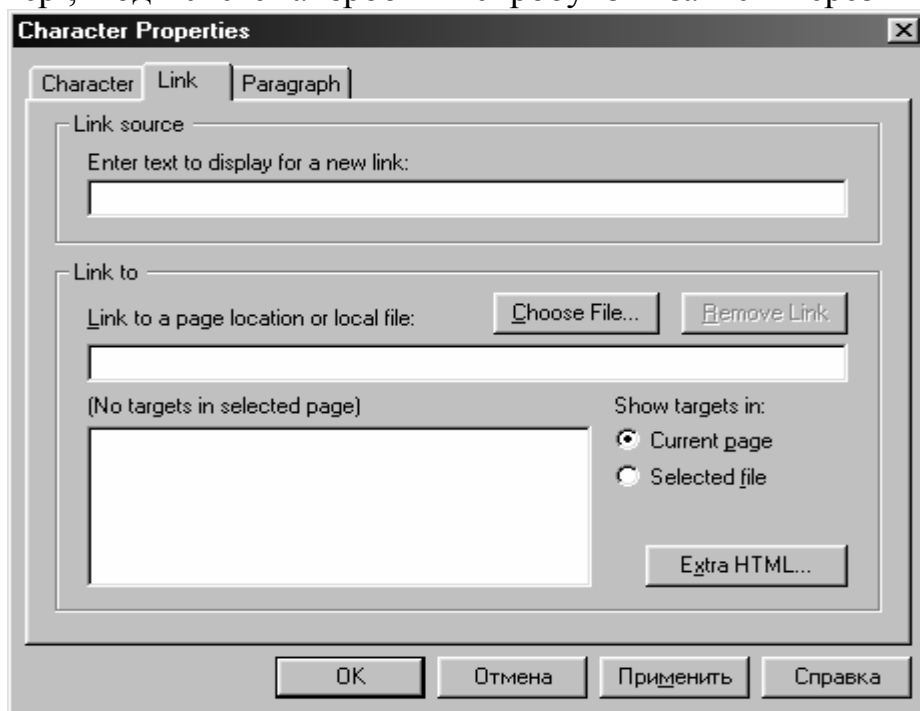 Character Properties
Character Link Paragraph
Link source
Enter text to display for a new link:
Link to
Link to a page location or local file:
Choose File...
Remove Link
(No targets in selected page)
Show targets in:
Current page
Selected file
Extra HTML...
OK Отмена Применить Справка